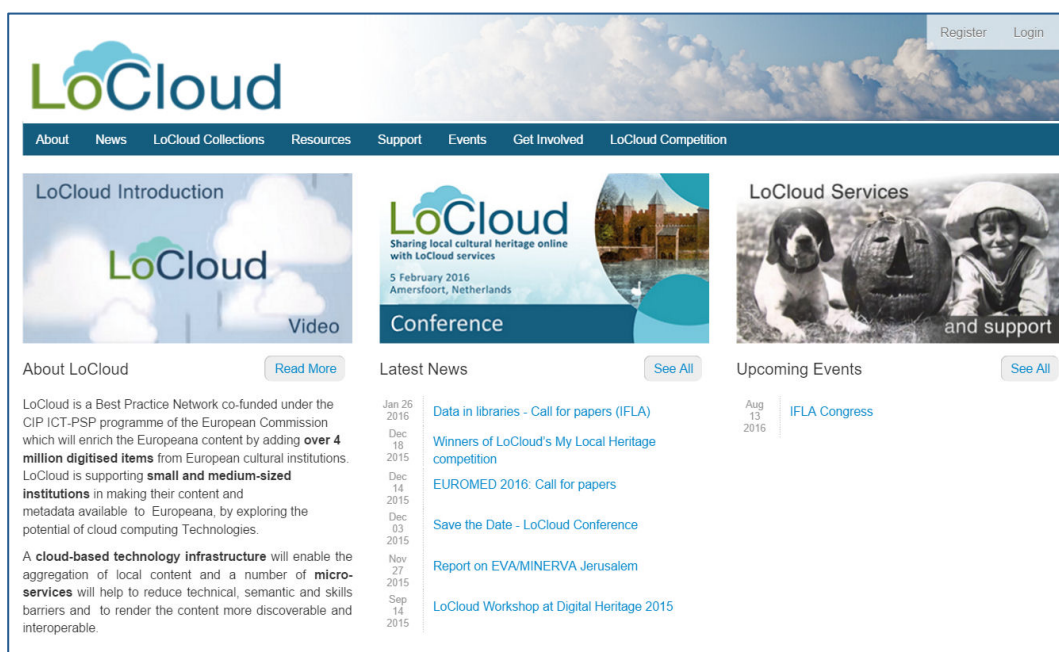 Register Login
LoCloud
About News LoCloud Collections Resources Support Events Get Involved LoCloud Competition
LoCloud Introduction
LoCloud
Video
LoCloud
Sharing local cultural heritage online
with LoCloud services
5 February 2016
Amersfoort, Netherlands
Conference
LoCloud Services
and support
About LoCloud
Read More
LoCloud is a Best Practice Network co-funded under the
CIP ICT-PSP programme of the European Commission
which will enrich the Europeana content by adding over 4
million digitised items from European cultural institutions.
LoCloud is supporting small and medium-sized
institutions in making their content and
metadata available to Europeana, by exploring the
potential of cloud computing Technologies.
A cloud-based technology infrastructure will enable the
aggregation of local content and a number of micro-
services will help to reduce technical, semantic and skills
barriers and to render the content more discoverable and
interoperable.
Latest News
See All
Jan 26
2016
Data in libraries - Call for papers (IFLA)
Dec
18
2015
Winners of LoCloud's My Local Heritage
competition
Dec
14
2015
EUROMED 2016: Call for papers
Dec
03
2015
Save the Date - LoCloud Conference
Nov
27
2015
Report on EVA/MINERVA Jerusalem
Sep
14
2015
LoCloud Workshop at Digital Heritage 2015
Upcoming Events
See All
Aug
13
2016
IFLA Congress